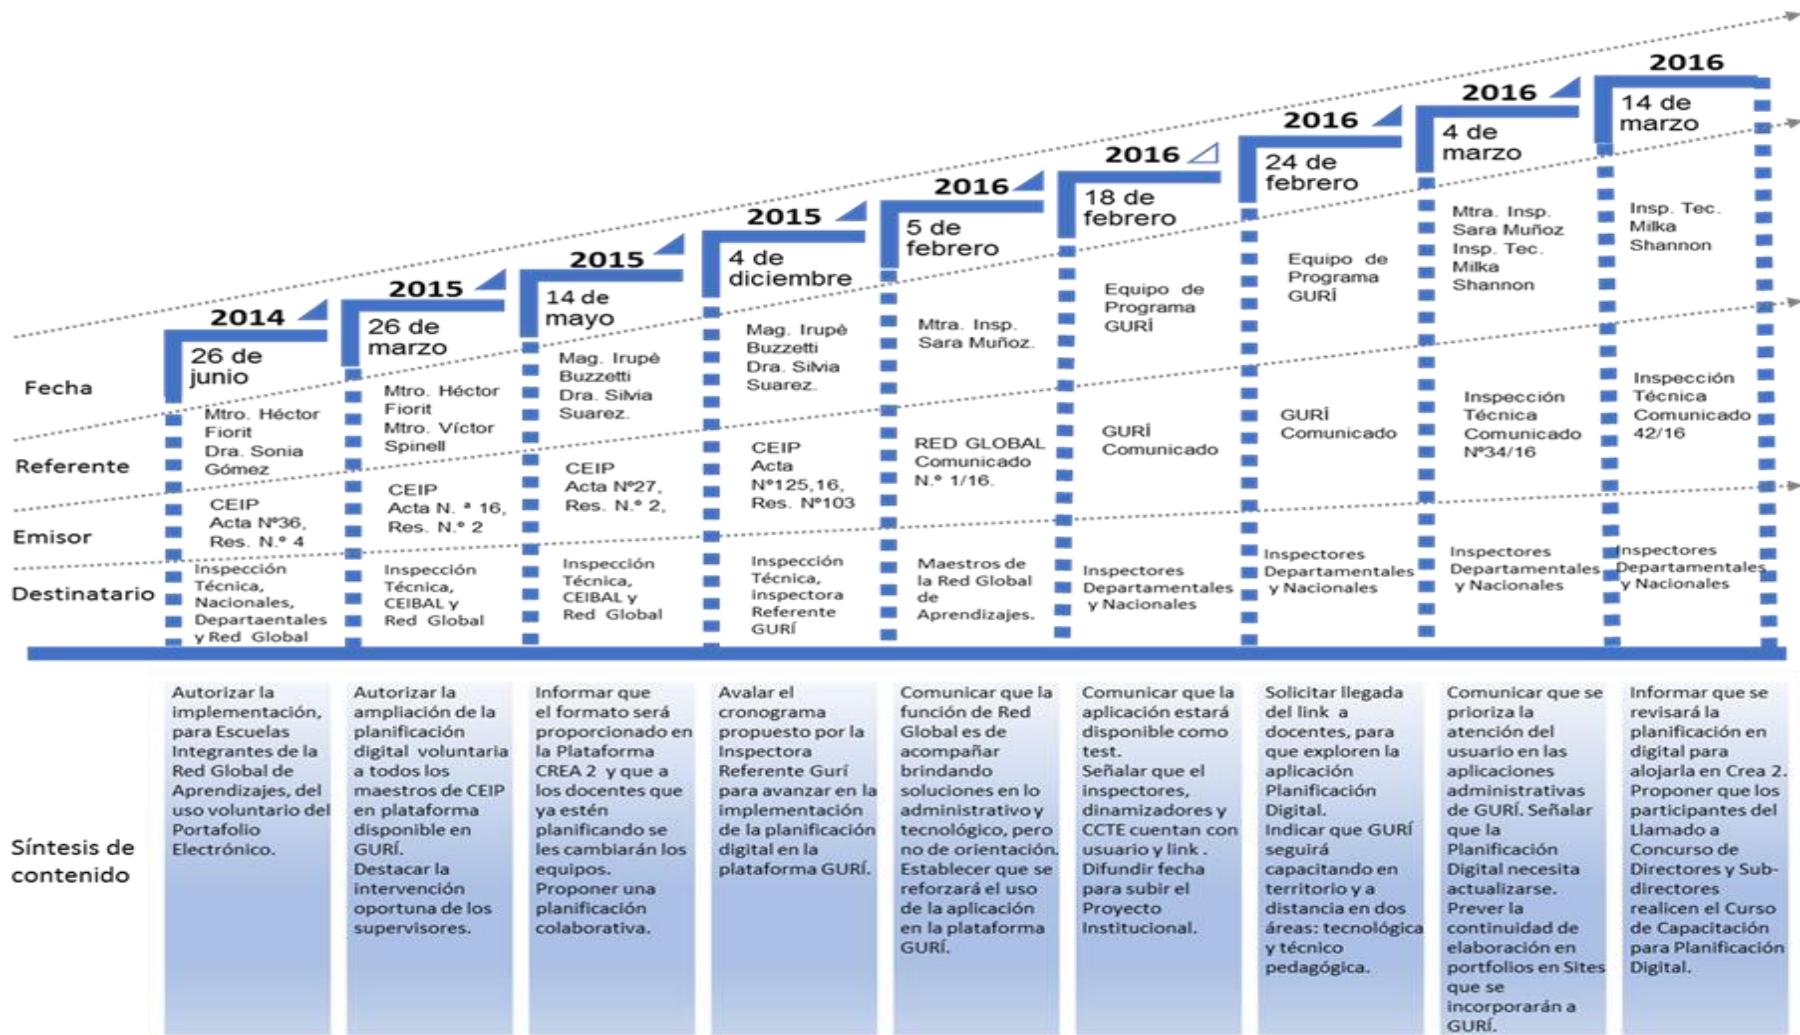 Fecha
Referente
Emisor
Destinatario
Síntesis de
contenido
2014
26 de
junio
Mtro. Héctor
Fiorit
Dra. Sonia
Gómez
CEIP
Acta Nº36,
Res. N.º 4
Inspección
Técnica,
Nacionales,
Departaentales
y Red Global
Autorizar la
implementación,
para Escuelas
Integrantes de la
Red Global de
Aprendizajes, del
uso voluntario del
Portafolio
Electrónico.
2015
26 de
marzo
Mtro. Héctor
Fiorit
Mtro. Víctor
Spinell
CEIP
Acta N. ª 16,
Res. N.º 2
Inspección
Técnica,
CEIBAL y
Red Global
Autorizar la
ampliación de la
planificación
digital voluntaria
a todos los
maestros de CEIP
en plataforma
disponible en
GURÍ.
Destacar la
intervención
oportuna de los
supervisores.
2015
14 de
mayo
Mag. Irupè
Buzzetti
Dra. Silvia
Suarez.
CEIP
Acta Nº27,
Res. N.º 2,
Inspección
Técnica,
CEIBAL y
Red Global
Informar que
el formato será
proporcionado en
la Plataforma
CREA 2 y que a
los docentes que
ya estén
planificando se
les cambiarán los
equipos.
Proponer una
planificación
colaborativa.
2015
4 de
diciembre
Mag. Irupè
Buzzetti
Dra. Silvia
Suarez.
CEIP
Acta
Nº125,16,
Res. Nº103
Inspección
Técnica,
inspectora
Referente
GURÍ
Avalar el
cronograma
propuesto por la
Inspectora
Referente Gurí
para avanzar en la
implementación
de la planificación
digital en la
plataforma GURÍ.
2016
5 de
febrero
Mtra. Insp.
Sara Muñoz.
RED GLOBAL
Comunicado
N.º 1/16.
Maestros de
la Red Global
de
Aprendizajes.
Comunicar que la
función de Red
Global es de
acompañar
brindando
soluciones en lo
administrativo y
tecnológico, pero
no de orientación.
Establecer que se
reforzará el uso
de la aplicación
en la plataforma
GURÍ.
2016
18 de
febrero
Equipo de
Programa
GURÍ
GURÍ
Comunicado
Inspectores
Departamentales
y Nacionales
Comunicar que la
aplicación estará
disponible como
test.
Señalar que el
inspectores,
dinamizadores y
CCTE cuentan con
usuario y link .
Difundir fecha
para subir el
Proyecto
Institucional.
2016
24 de
febrero
Equipo de
Programa
GURÍ
GURÍ
Comunicado
Inspectores
Departamentales
y Nacionales
Solicitar llegada
del link a
docentes, para
que exploren la
aplicación
Planificación
Digital.
Indicar que GURÍ
seguirá
capacitando en
territorio y a
distancia en dos
áreas: tecnológica
y técnico
pedagógica.
2016
4 de
marzo
Mtra. Insp.
Sara Muñoz
Insp. Tec.
Milka
Shannon
Inspección
Técnica
Comunicado
Nº34/16
Inspectores
Departamentales
y Nacionales
Comunicar que se
prioriza la
atención del
usuario en las
aplicaciones
administrativas
de GURÍ. Señalar
que la
Planificación
Digital necesita
actualizarse.
Prever la
continuidad de
elaboración en
portfolios en Sites
que se
incorporarán a
GURÍ.
2016
14 de
marzo
Insp. Tec.
Milka
Shannon
Inspección
Técnica
Comunicado
42/16
Inspectores
Departamentales
y Nacionales
Informar que se
revisará la
planificación en
digital para
alojarla en Crea 2.
Proponer que los
participantes del
Llamado a
Concurso de
Directores y Sub-
directores
realicen el Curso
de Capacitación
para Planificación
Digital.